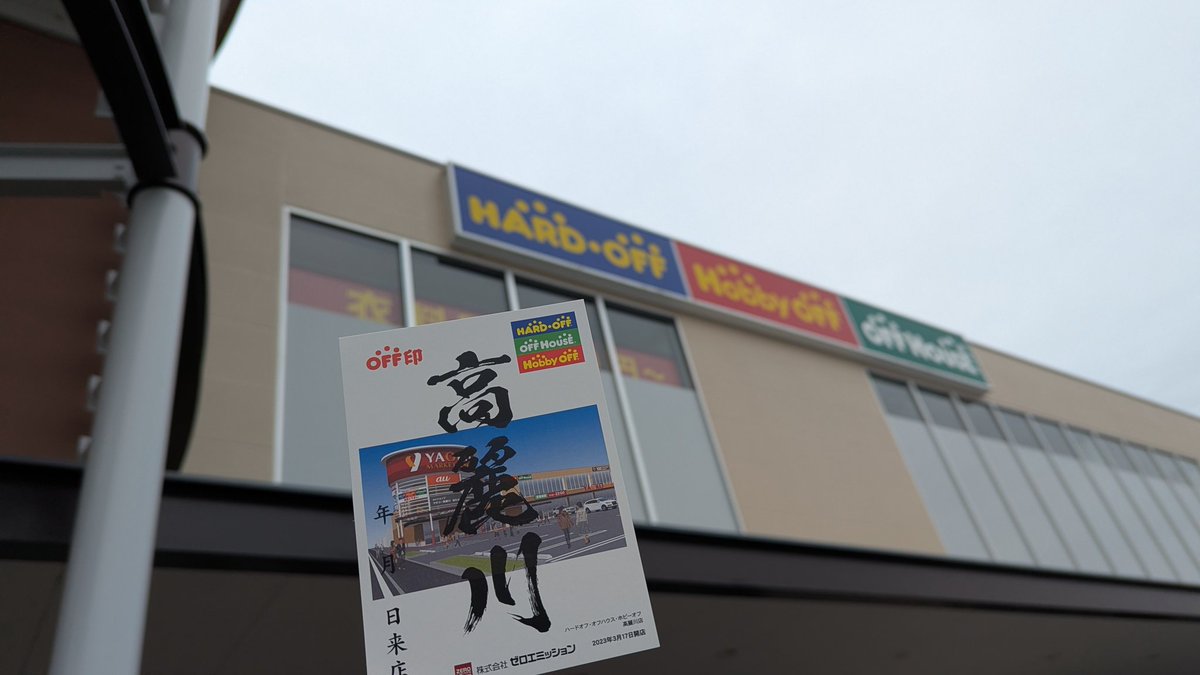 HARD・OFF
Hobby OFF
OFF HOUSE
衣
円〜
OFF印
HARD・OFF
OFF HOUSE
Hobby OFF
高麗川
au
年月日来店
ハードオフ・オフハウス・ホビーオフ
高麗川店
2023年3月17日開店
ZERO
株式会社ゼロエミッション